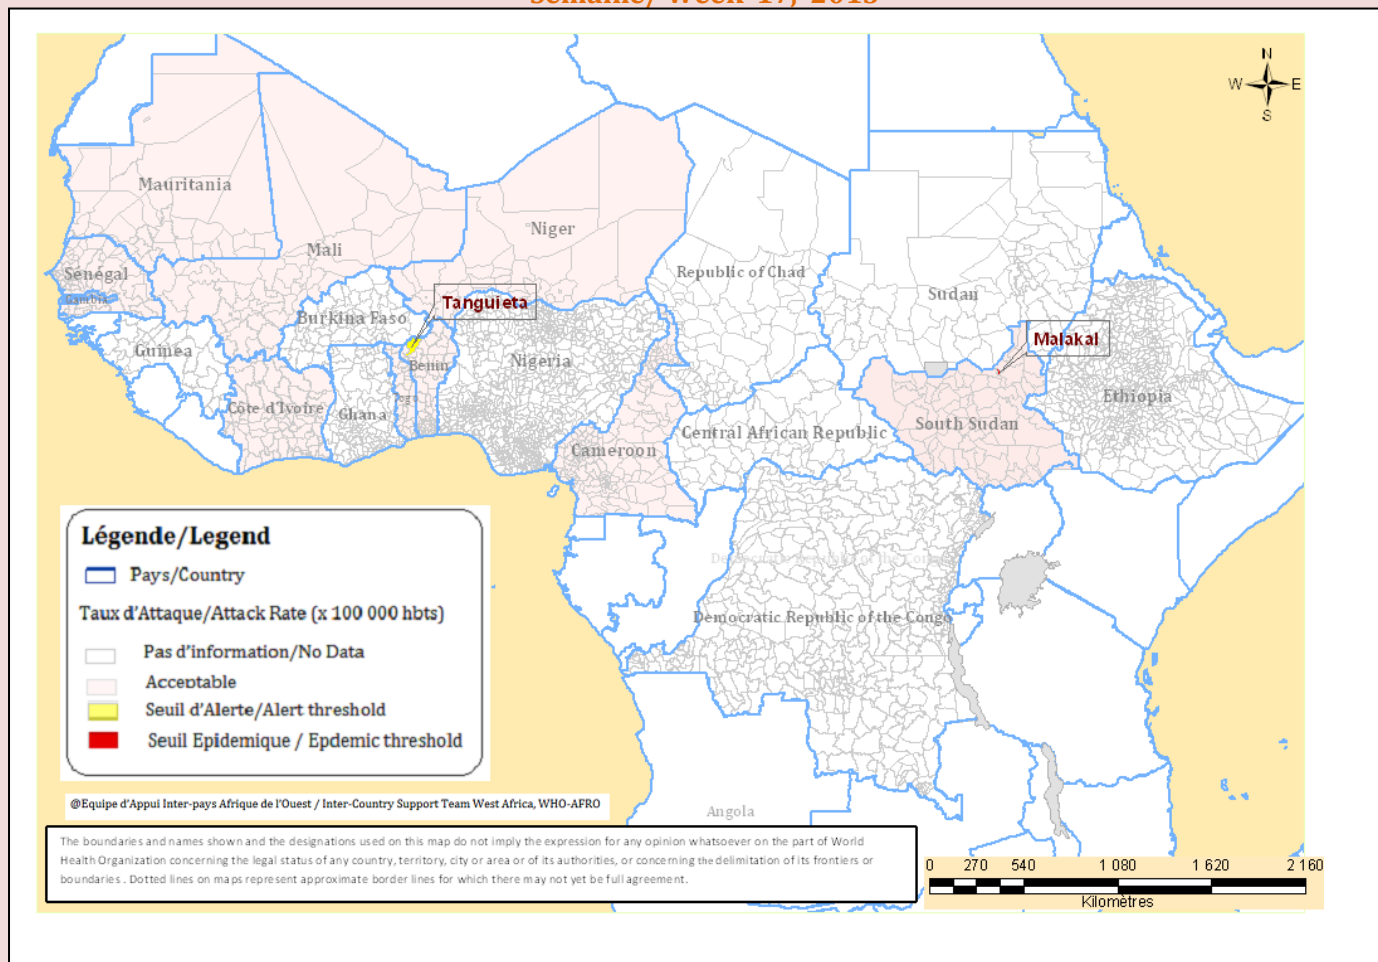 Semaine/ Week 17, 2013
N
W E
S
Mauritania
Mali
Niger
Republic of Chad
Sudan
Sénégal
Gambia
Guinea
Burkina Faso
Tanguieta
Benin
Togo
Nigeria
Malakal
Ethiopia
Côte d'Ivoire
Ghana
Cameroon
Central African Republic
South Sudan
Democratic Republic of the Congo
Angola
Légende/Legend
Pays/Country
Taux d'Attaque/Attack Rate (x 100 000 hbts)
Pas d'information/No Data
Acceptable
Seuil d'Alerte/Alert threshold
Seuil Epidemique / Epdemic threshold
@Equipe d'Appui Inter-pays Afrique de l'Ouest / Inter-Country Support Team West Africa, WHO-AFRO
The boundaries and names shown and the designations used on this map do not imply the expression for any opinion whatsoever on the part of World
Health Organization concerning the legal status of any country, territory, city or area or of its authorities, or concerning the delimitation of its frontiers or
boundaries . Dotted lines on maps represent approximate border lines for which there may not yet be full agreement.
0 270 540 1 080 1 620 2 160
Kilomètres